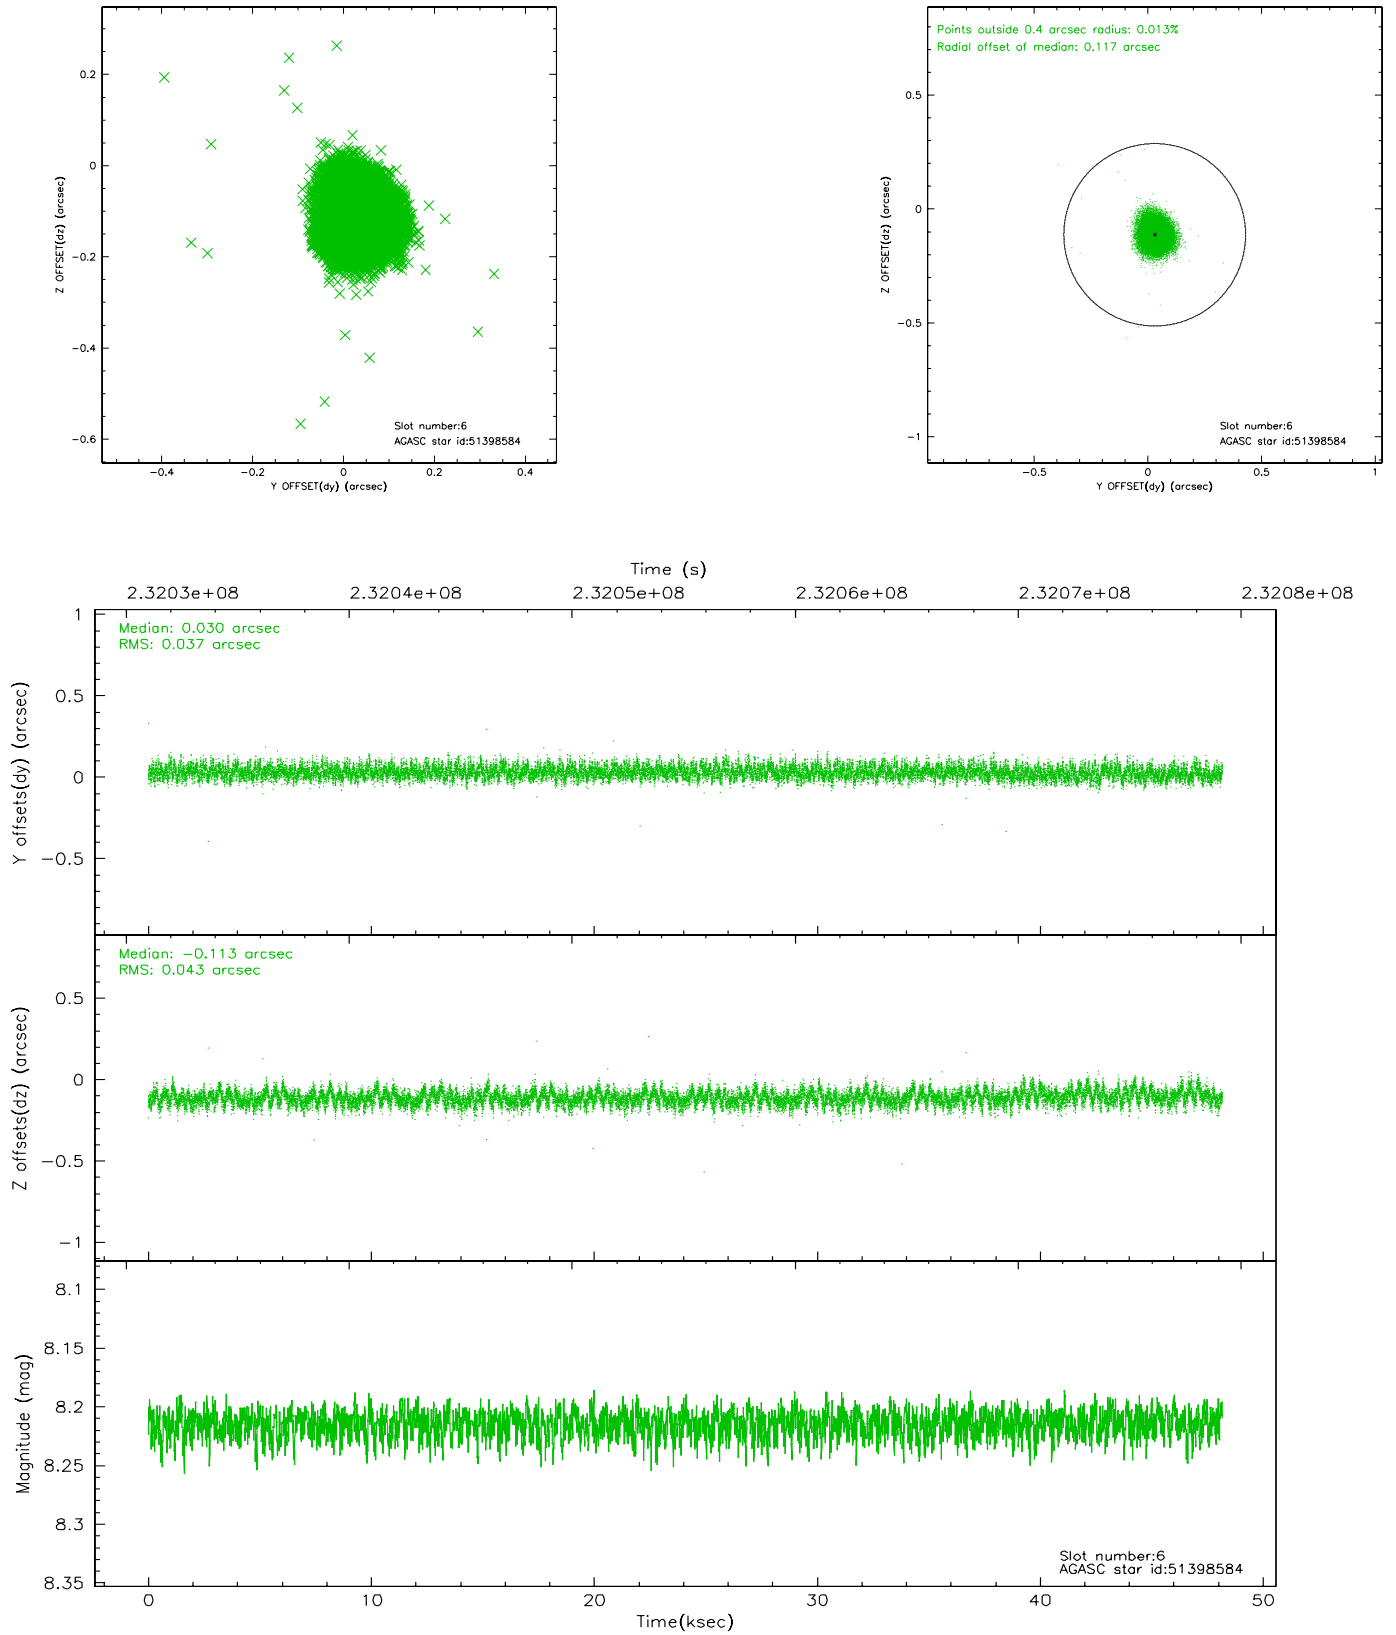 0.2
0
−0.2
−0.4
−0.6
Z OFFSET(dz) (arcsec)
Slot number:6
AGASC star id:51398584
−0.4 −0.2 0 0.2 0.4
Y OFFSET(dy) (arcsec)
Points outside 0.4 arcsec radius: 0.013%
Radial offset of median: 0.117 arcsec
0.5
0
−0.5
−1
Z OFFSET(dz) (arcsec)
Slot number:6
AGASC star id:51398584
−0.5 0 0.5 1
Y OFFSET(dy) (arcsec)
Time (s)
2.3203e+08 2.3204e+08 2.3205e+08 2.3206e+08 2.3207e+08 2.3208e+08
Median: 0.030 arcsec
RMS: 0.037 arcsec
1
0.5
0
−0.5
Y offsets(dy) (arcsec)
Median: −0.113 arcsec
RMS: 0.043 arcsec
0.5
0
−0.5
−1
Z offsets(dz) (arcsec)
8.1
8.15
8.2
8.25
8.3
8.35
Magnitude (mag)
Slot number:6
AGASC star id:51398584
0 10 20 30 40 50
Time(ksec)